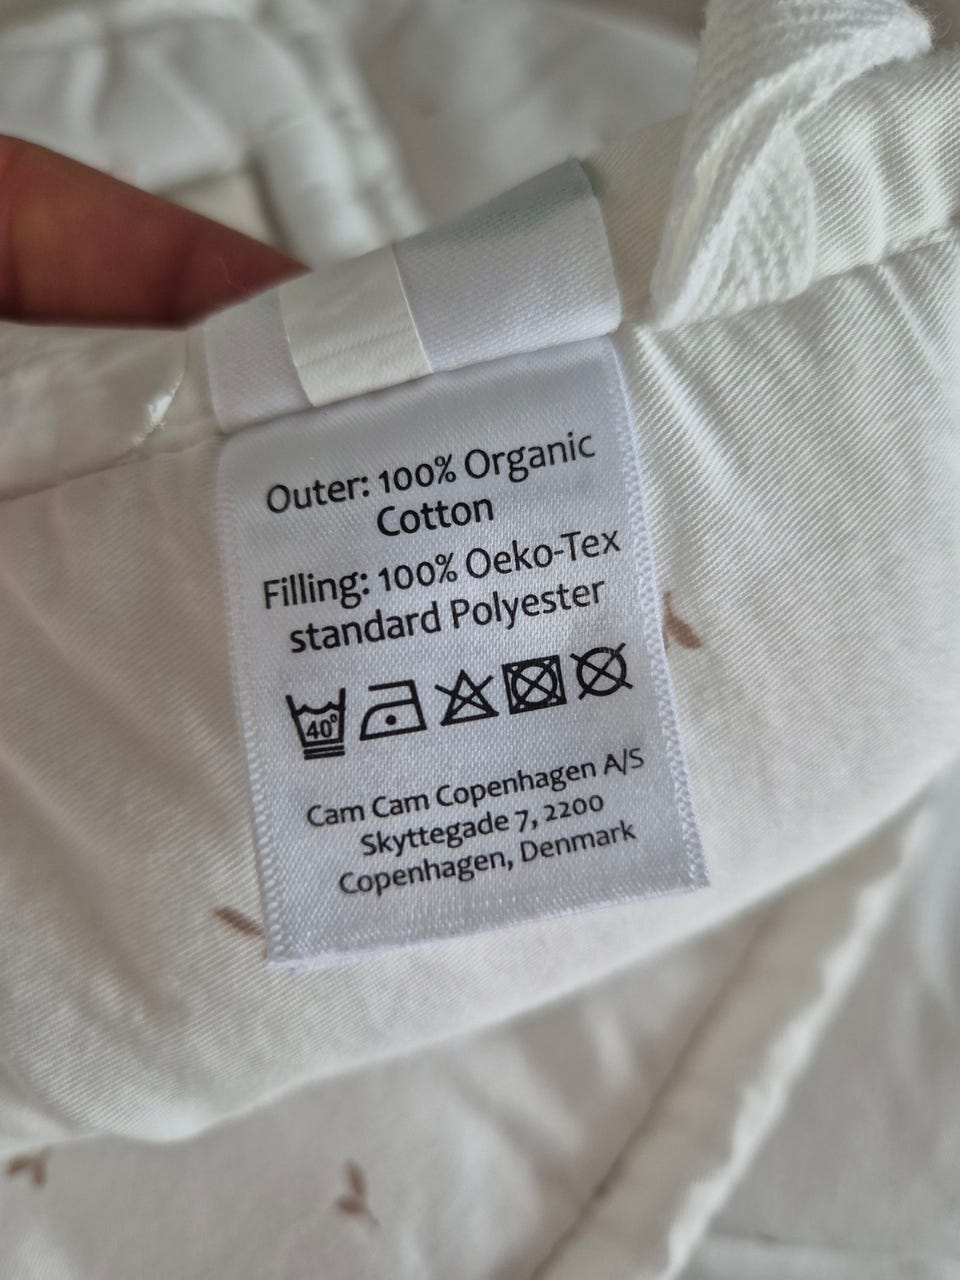 Outer: 100% Organic
Cotton
Filling: 100% Oeko-Tex
standard Polyester
40°
Cam Cam Copenhagen A/S
Skyttegade 7, 2200
Copenhagen, Denmark